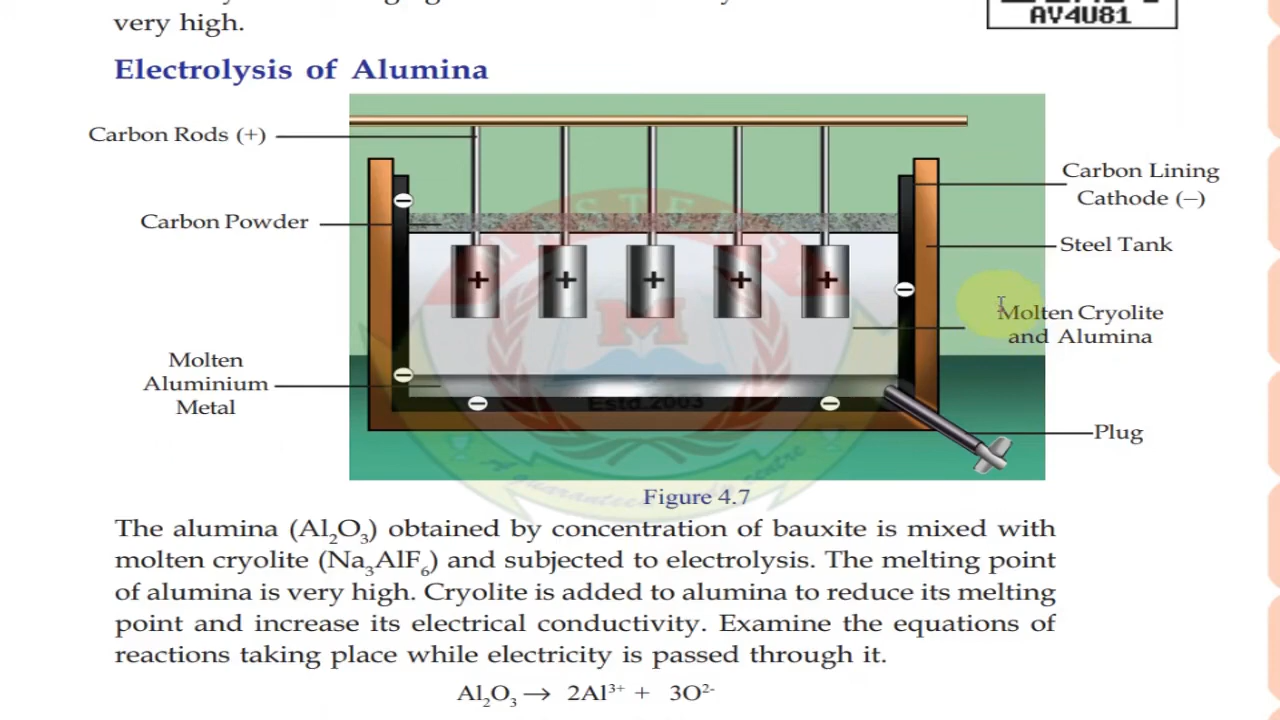 very high.
AV4U81
Electrolysis of Alumina
Carbon Rods (+)
Carbon Lining
Cathode (–)
Carbon Powder
Steel Tank
Molten Cryolite
and Alumina
Molten
Aluminium
Metal
Plug
MASTERS
M
Estd.2003
Figure 4.7
The alumina (Al₂O₃) obtained by concentration of bauxite is mixed with
molten cryolite (Na₃AlF₆) and subjected to electrolysis. The melting point
of alumina is very high. Cryolite is added to alumina to reduce its melting
point and increase its electrical conductivity. Examine the equations of
reactions taking place while electricity is passed through it.
Al₂O₃ → 2Al³⁺ + 3O²⁻